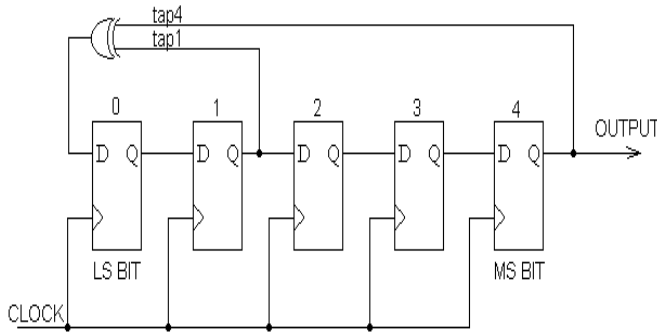 tap4
tap1
0 1 2 3 4
OUTPUT
D Q D Q D Q D Q D Q
LS BIT MS BIT
CLOCK